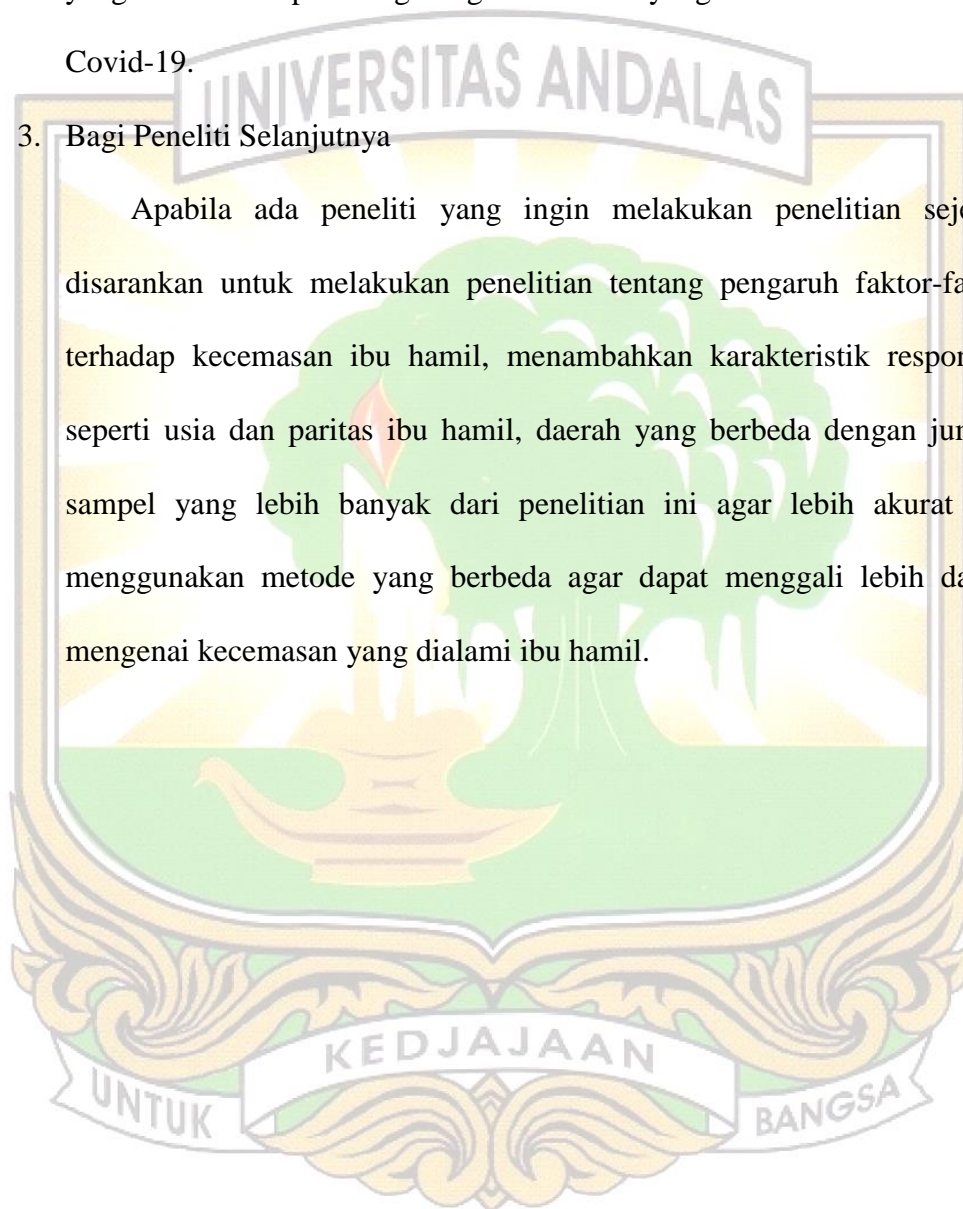 Covid-19.
UNIVERSITAS ANDALAS
3. Bagi Peneliti Selanjutnya
Apabila ada peneliti yang ingin melakukan penelitian sej
disarankan untuk melakukan penelitian tentang pengaruh faktor-fa
terhadap kecemasan ibu hamil, menambahkan karakteristik respon
seperti usia dan paritas ibu hamil, daerah yang berbeda dengan jum
sampel yang lebih banyak dari penelitian ini agar lebih akurat
menggunakan metode yang berbeda agar dapat menggali lebih da
mengenai kecemasan yang dialami ibu hamil.
KEDJAJAAN
UNTUK BANGSA